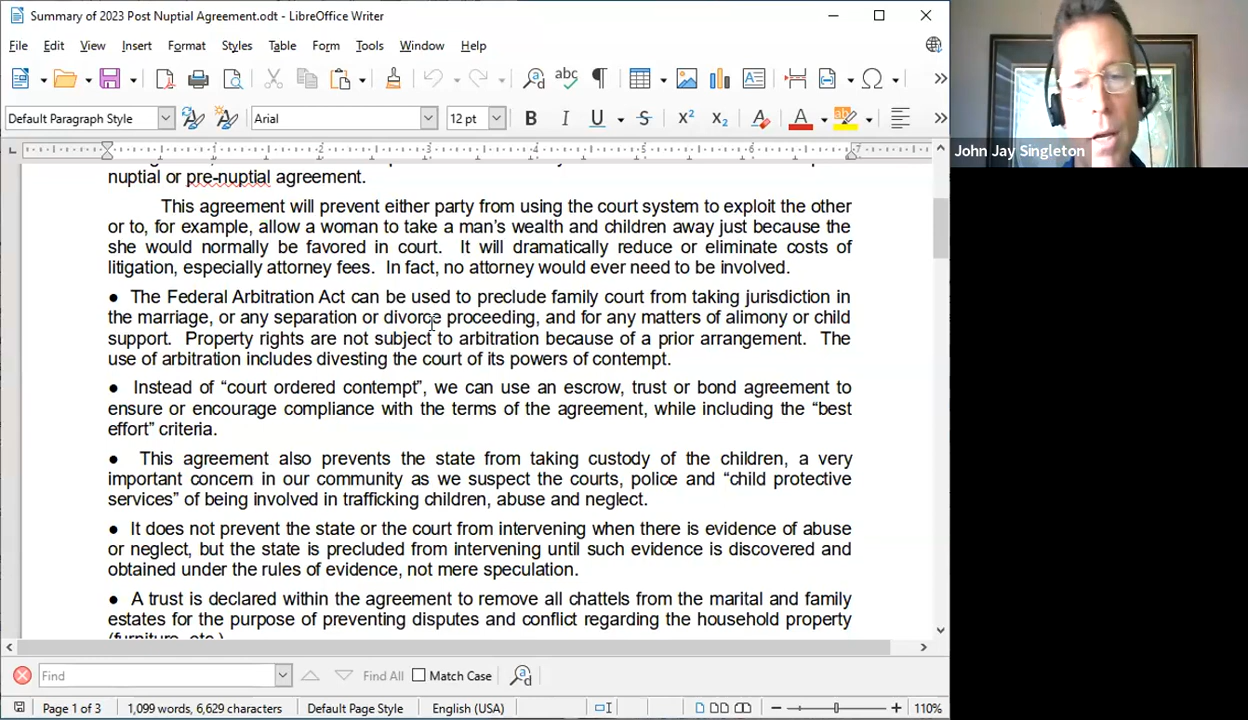 Summary of 2023 Post Nuptial Agreement.odt - LibreOffice Writer
File Edit View Insert Format Styles Table Form Tools Window Help
Default Paragraph Style Arial 12 pt
John Jay Singleton
nuptial or pre-nuptial agreement.
This agreement will prevent either party from using the court system to exploit the other
or to, for example, allow a woman to take a man's wealth and children away just because the
she would normally be favored in court. It will dramatically reduce or eliminate costs of
litigation, especially attorney fees. In fact, no attorney would ever need to be involved.
● The Federal Arbitration Act can be used to preclude family court from taking jurisdiction in
the marriage, or any separation or divorce proceeding, and for any matters of alimony or child
support. Property rights are not subject to arbitration because of a prior arrangement. The
use of arbitration includes divesting the court of its powers of contempt.
● Instead of “court ordered contempt”, we can use an escrow, trust or bond agreement to
ensure or encourage compliance with the terms of the agreement, while including the “best
effort” criteria.
● This agreement also prevents the state from taking custody of the children, a very
important concern in our community as we suspect the courts, police and “child protective
services” of being involved in trafficking children, abuse and neglect.
● It does not prevent the state or the court from intervening when there is evidence of abuse
or neglect, but the state is precluded from intervening until such evidence is discovered and
obtained under the rules of evidence, not mere speculation.
● A trust is declared within the agreement to remove all chattels from the marital and family
estates for the purpose of preventing disputes and conflict regarding the household property
(furniture, etc.)
Find Find All Match Case
Page 1 of 3 1,099 words, 6,629 characters Default Page Style English (USA) 110%